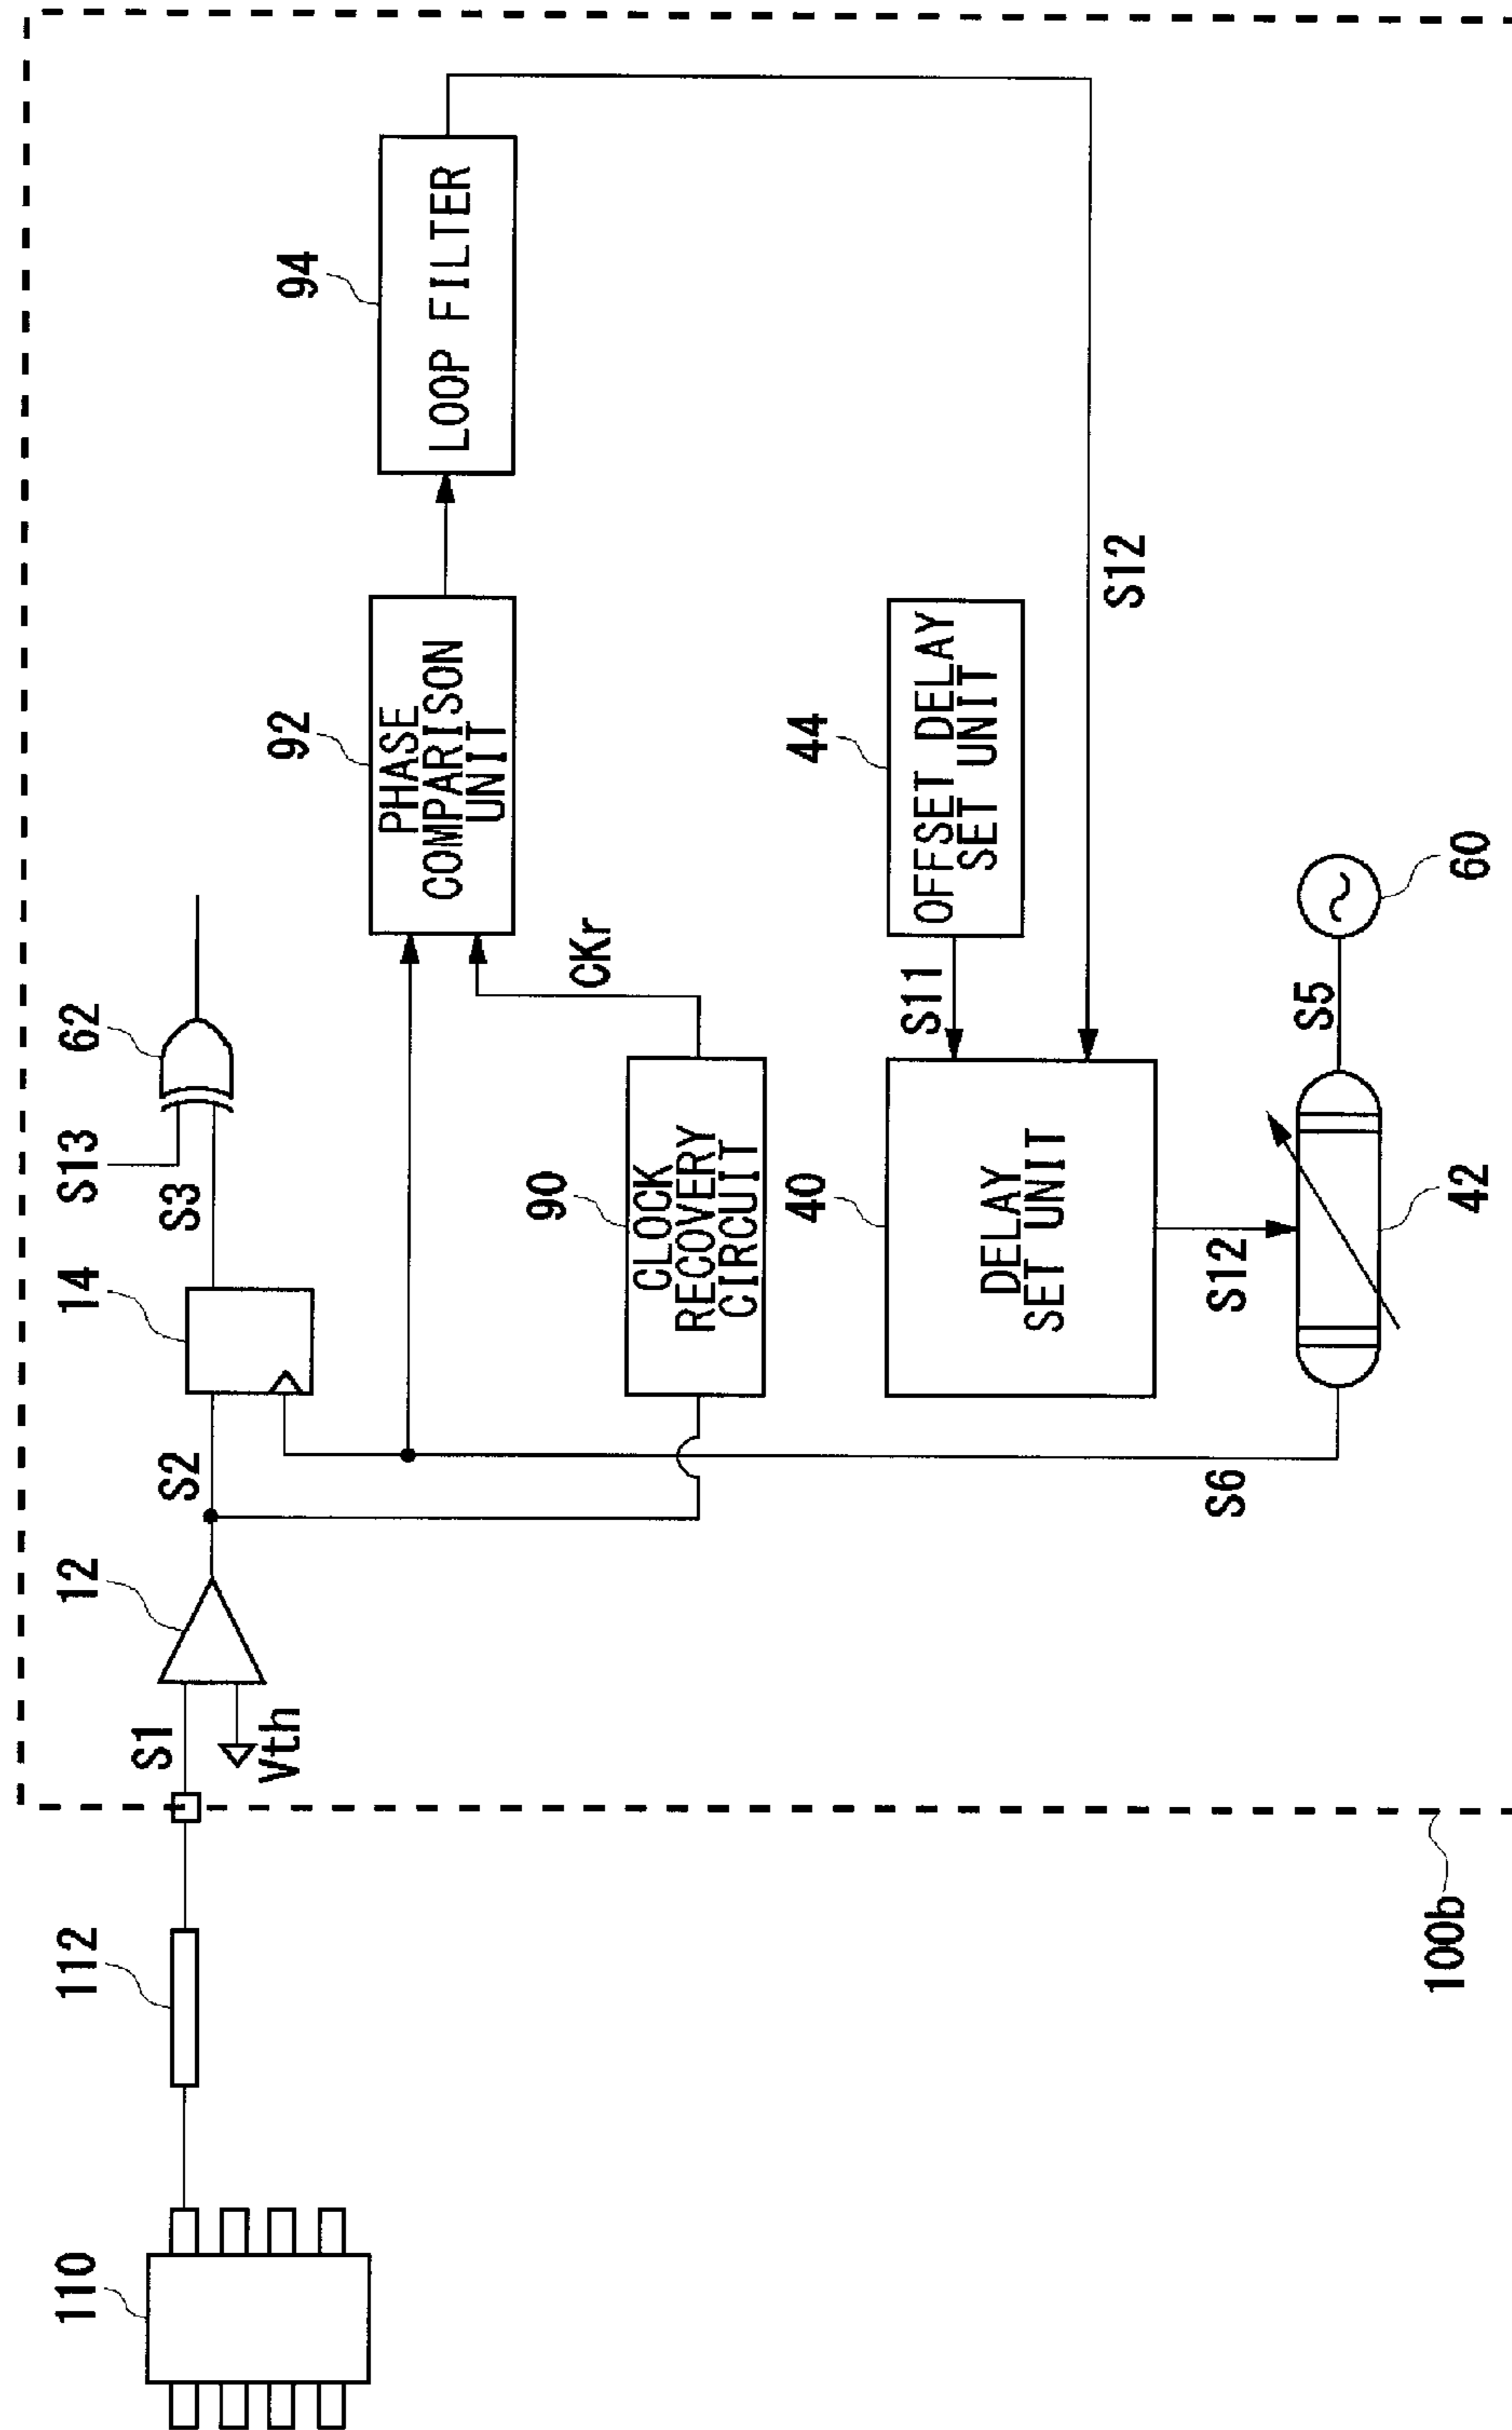 110
112
12
14
62
S1
Vth
S2
S3
S13
92
PHASE
COMPARISON
UNIT
94
LOOP FILTER
90
CLOCK
RECOVERY
CIRCUIT
CKr
40
DELAY
SET UNIT
44
OFFSET DELAY
SET UNIT
S11
S12
S12
S6
S5
42
60
100b